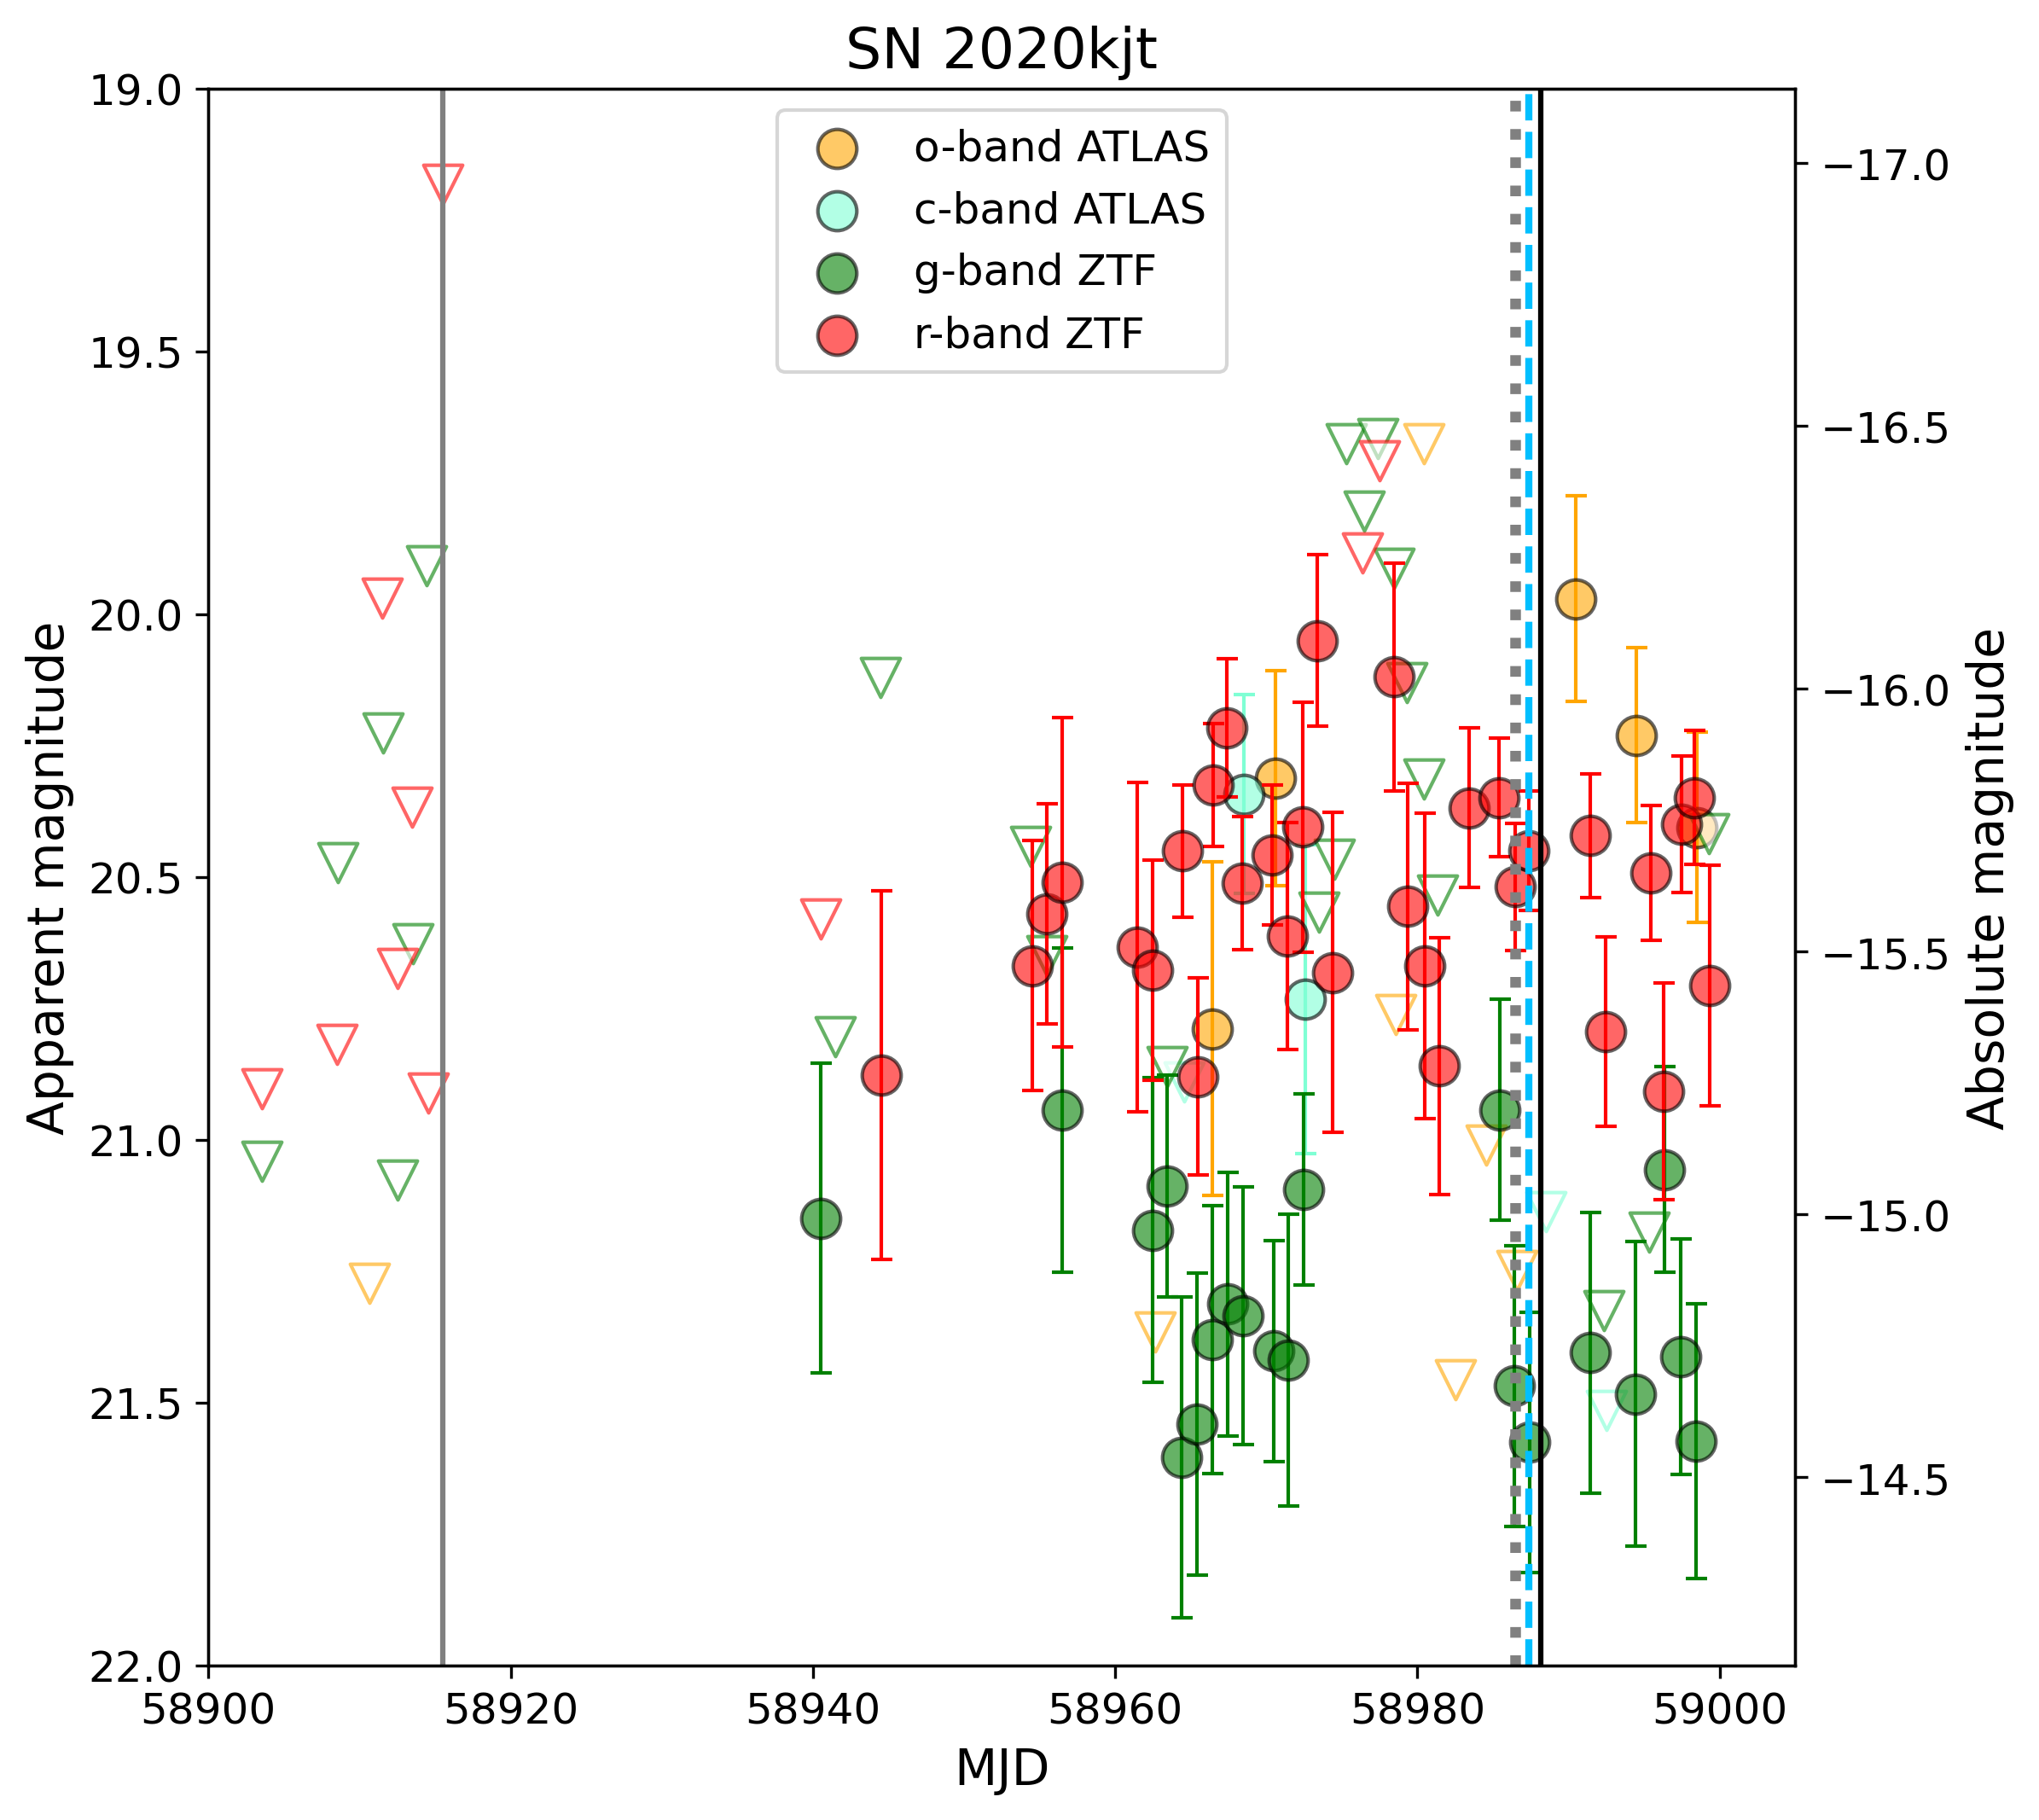 SN 2020kjt
19.0
19.5
20.0
20.5
21.0
21.5
22.0
Apparent magnitude
o-band ATLAS
c-band ATLAS
g-band ZTF
r-band ZTF
−17.0
−16.5
−16.0
−15.5
−15.0
−14.5
Absolute magnitude
58900 58920 58940 58960 58980 59000
MJD